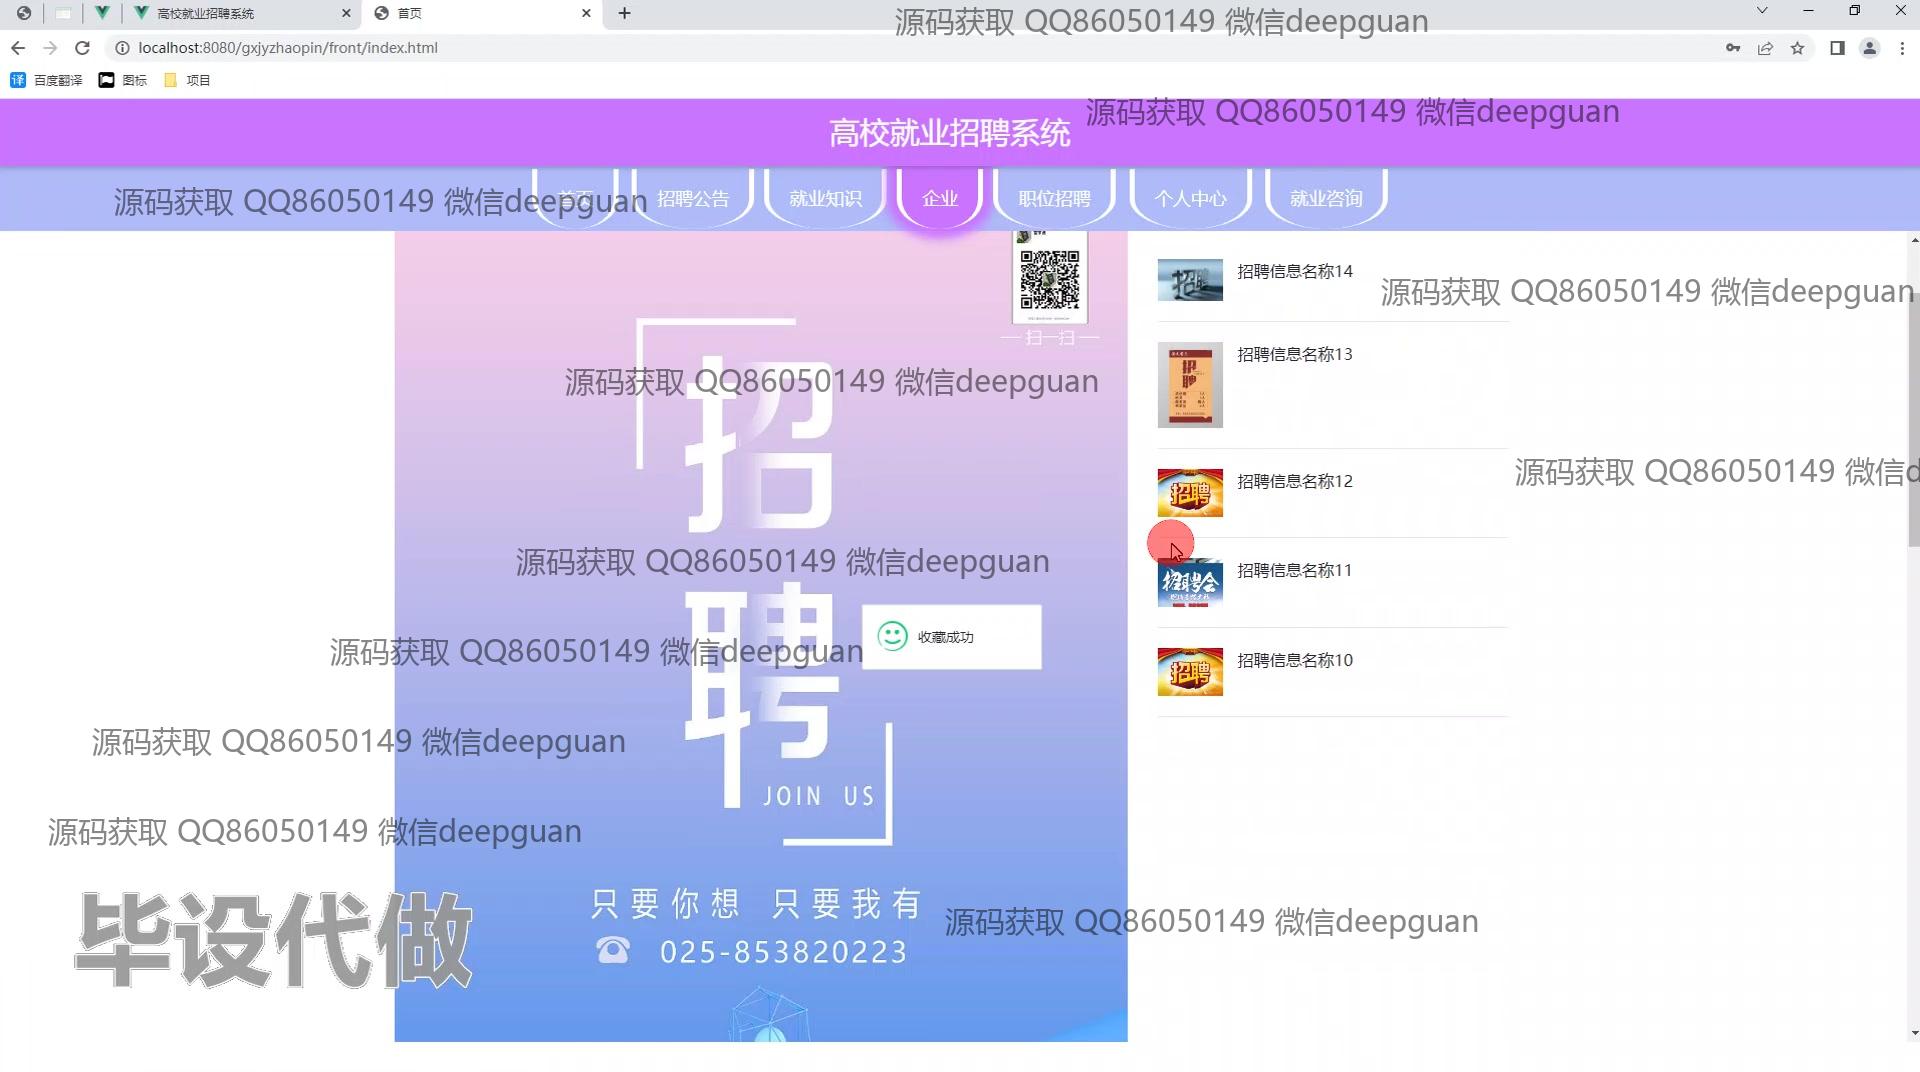 高校就业招聘系统
首页
源码获取 QQ86050149 微信deepguan
localhost:8080/gxjyzhaopin/front/index.html
百度翻译
图标
项目
源码获取 QQ86050149 微信deepguan
高校就业招聘系统
源码获取 QQ86050149 微信deepguan
首页
招聘公告
就业知识
企业
职位招聘
个人中心
就业咨询
招聘
招聘信息名称14
源码获取 QQ86050149 微信deepguan
扫一扫
招聘
招聘信息名称13
源码获取 QQ86050149 微信deepguan
招
源码获取 QQ86050149 微信d
招聘
招聘信息名称12
源码获取 QQ86050149 微信deepguan
招聘会
招聘信息名称11
聘
收藏成功
源码获取 QQ86050149 微信deepguan
招聘
招聘信息名称10
源码获取 QQ86050149 微信deepguan
JOIN US
源码获取 QQ86050149 微信deepguan
只要你想 只要我有
源码获取 QQ86050149 微信deepguan
025-853820223
毕设代做